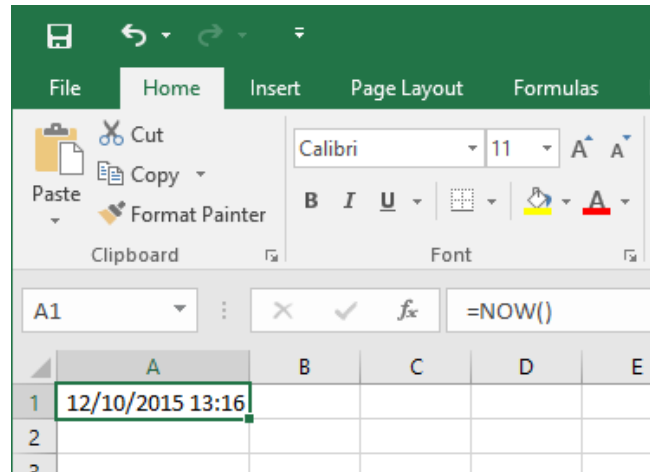 File Home Insert Page Layout Formulas
Cut
Copy
Paste
Format Painter
Calibri 11 A A
B I U A
Clipboard Font
A1 fx =NOW()
A B C D E
1 12/10/2015 13:16
2
3